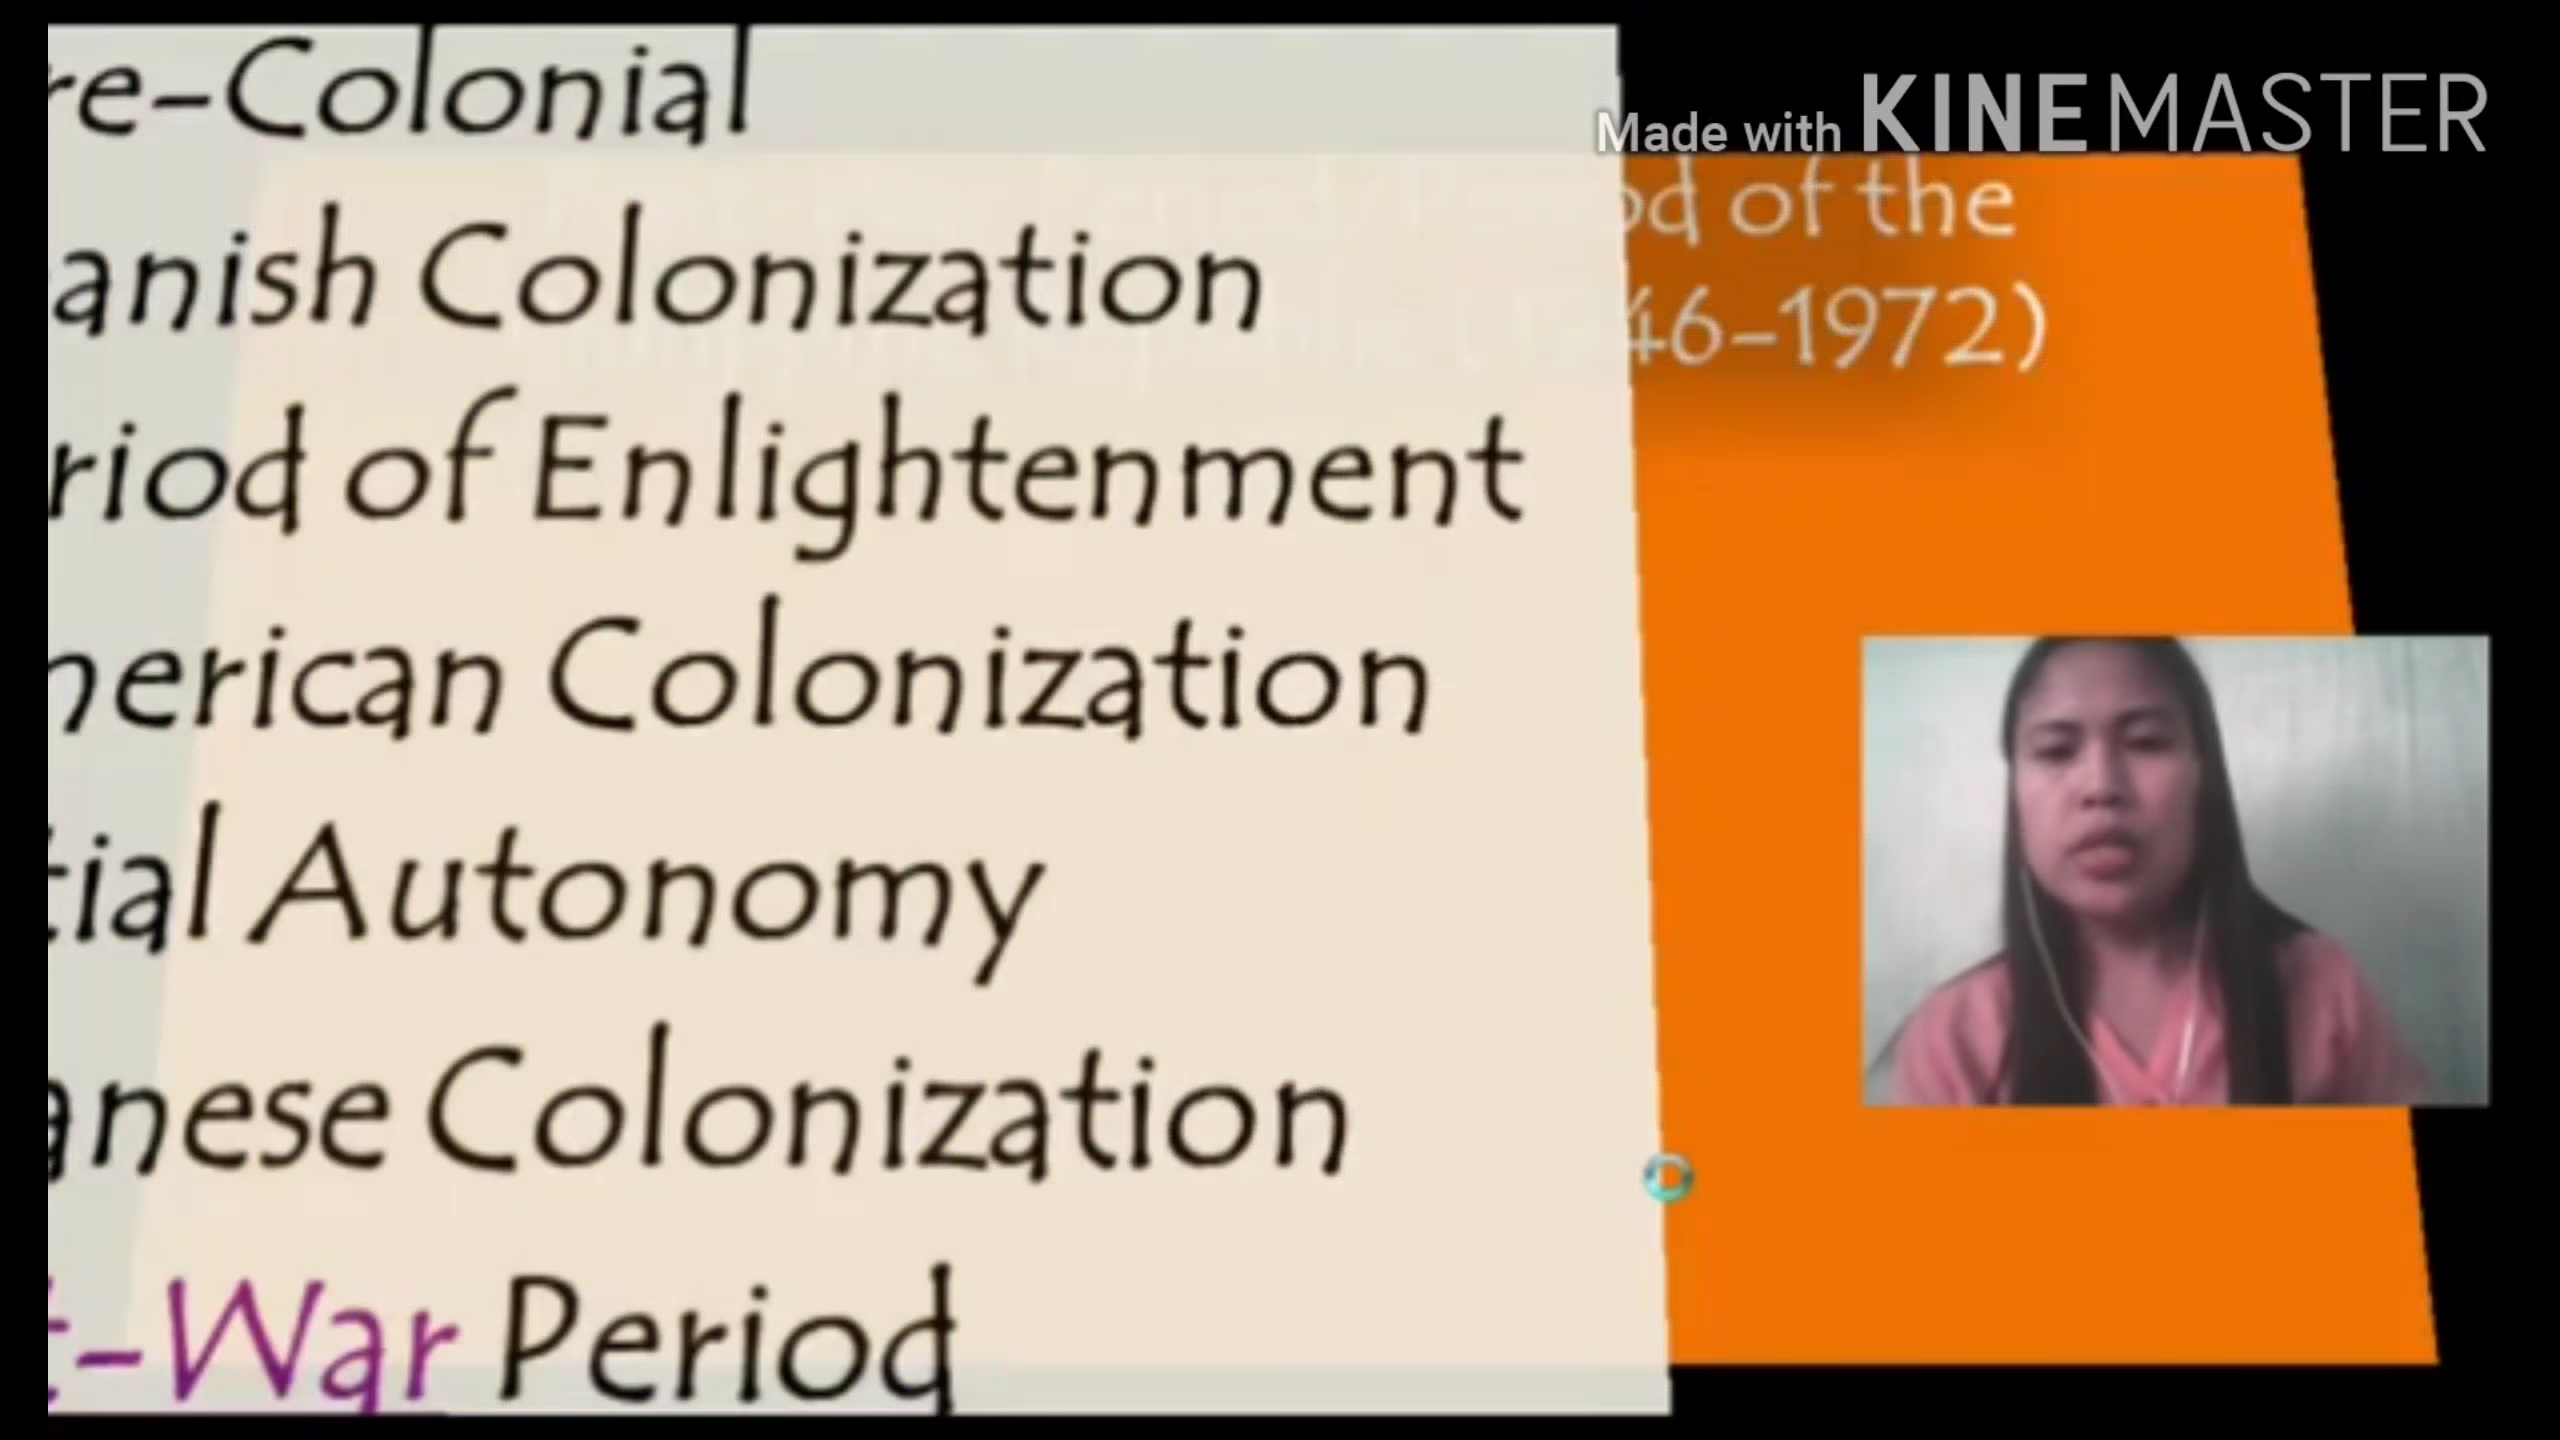 re-Colonial
anish Colonization
riod of Enlightenment
merican Colonization
tial Autonomy
anese Colonization
t-War Period
Made with KINEMASTER
od of the
46-1972)